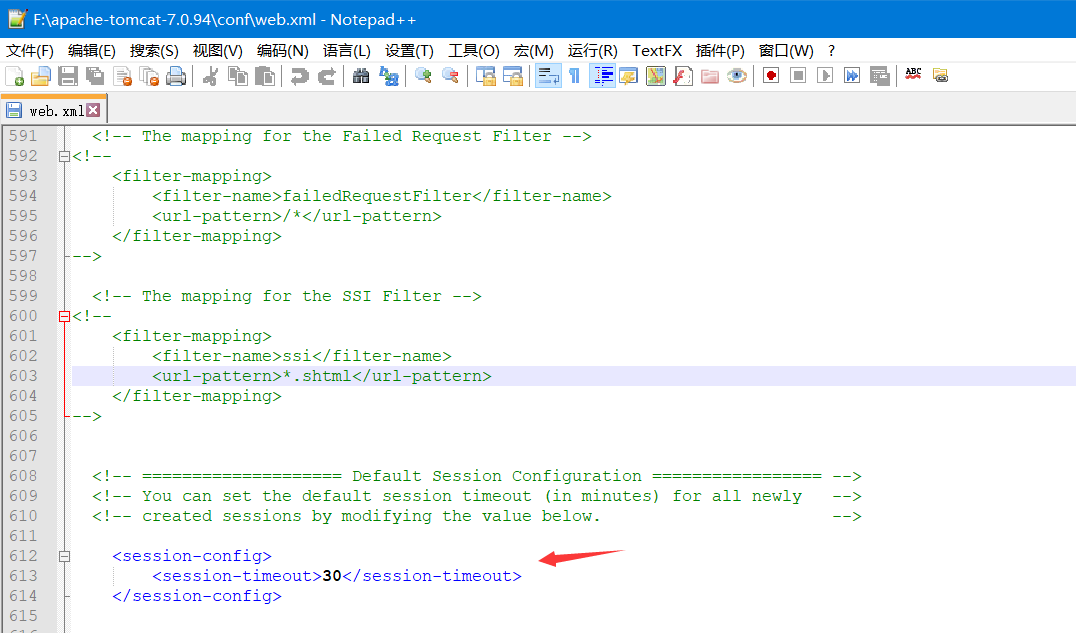 F:\apache-tomcat-7.0.94\conf\web.xml - Notepad++
文件(F) 编辑(E) 搜索(S) 视图(V) 编码(N) 语言(L) 设置(T) 工具(O) 宏(M) 运行(R) TextFX 插件(P) 窗口(W) ?
ABC
web.xml
591 <!-- The mapping for the Failed Request Filter -->
592 <!--
593 <filter-mapping>
594 <filter-name>failedRequestFilter</filter-name>
595 <url-pattern>/*</url-pattern>
596 </filter-mapping>
597 -->
598
599 <!-- The mapping for the SSI Filter -->
600 <!--
601 <filter-mapping>
602 <filter-name>ssi</filter-name>
603 <url-pattern>*.shtml</url-pattern>
604 </filter-mapping>
605 -->
606
607
608 <!-- ==================== Default Session Configuration ================= -->
609 <!-- You can set the default session timeout (in minutes) for all newly -->
610 <!-- created sessions by modifying the value below. -->
611
612 <session-config>
613 <session-timeout>30</session-timeout>
614 </session-config>
615